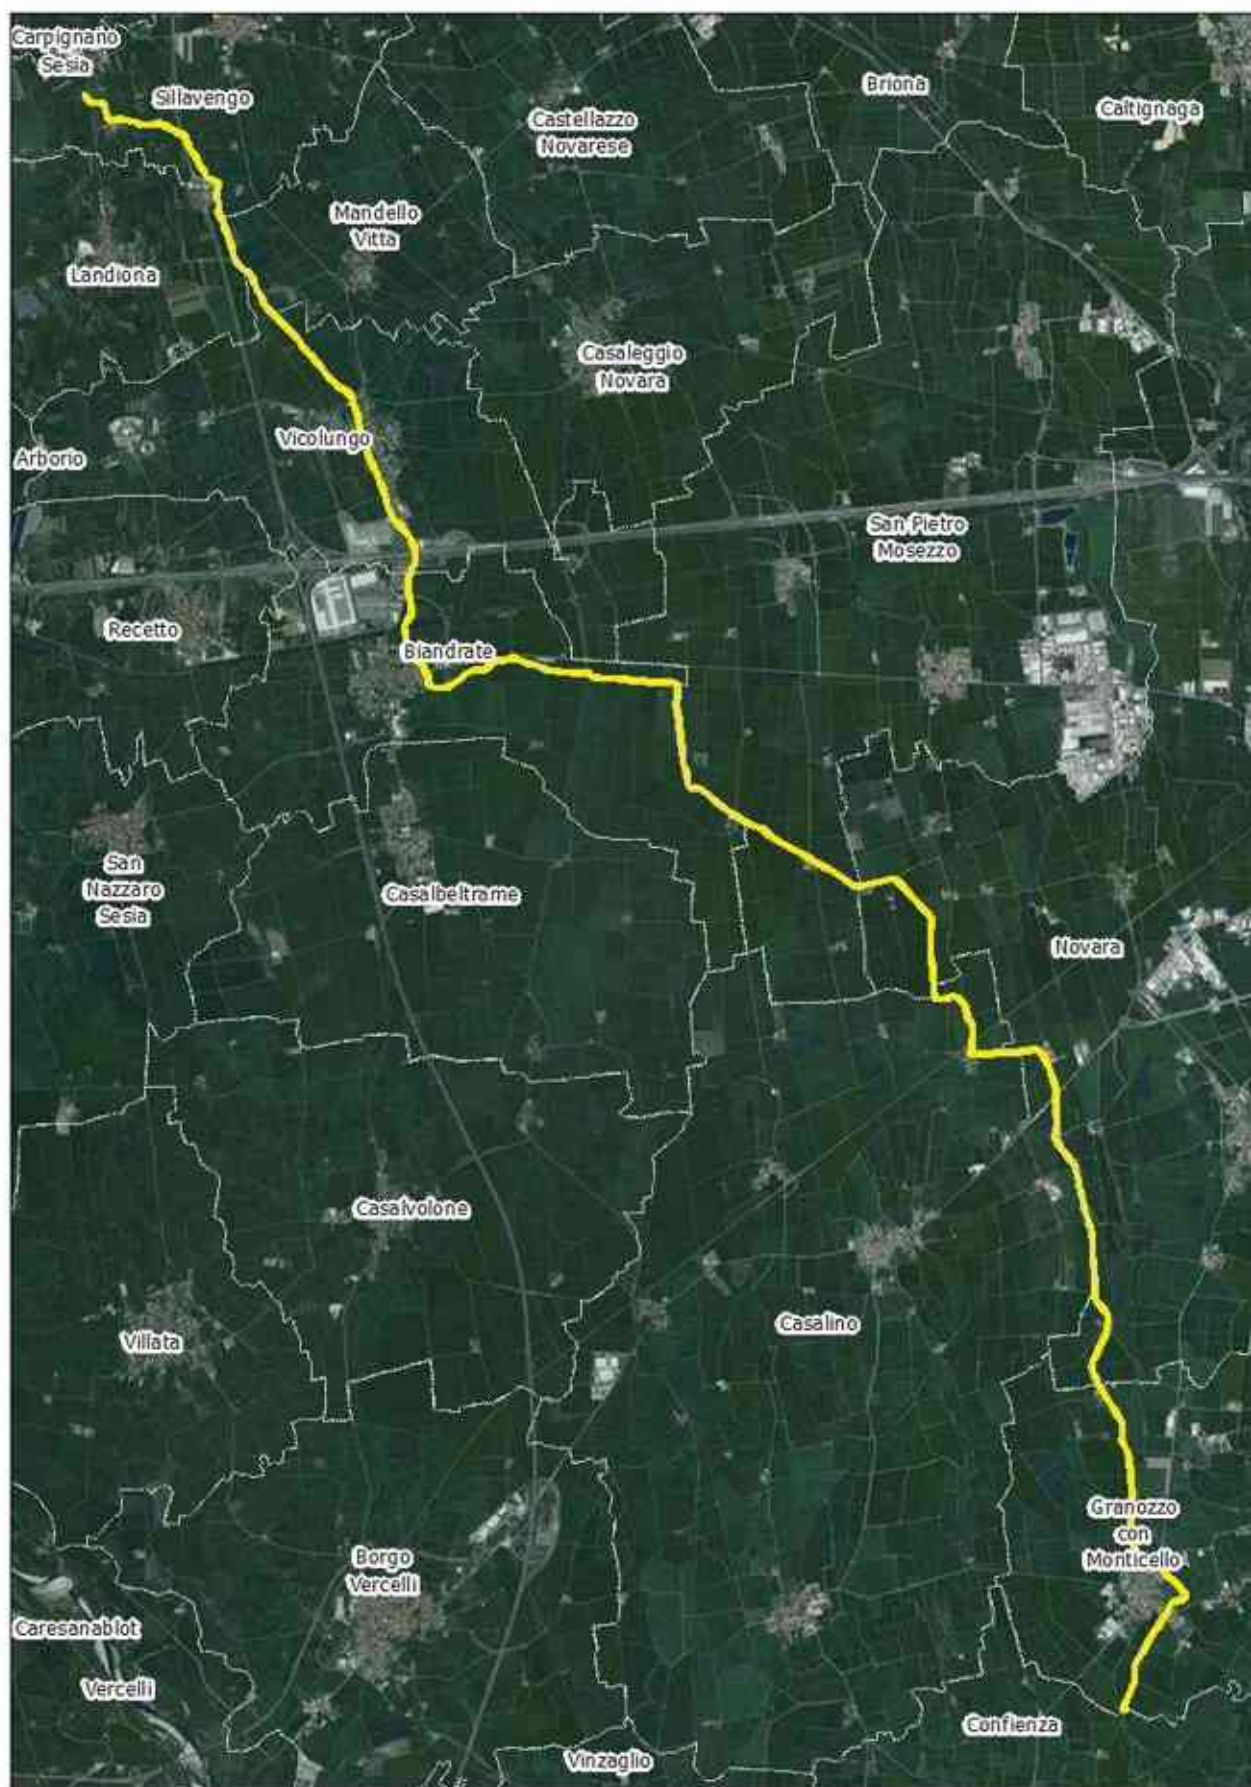 Carpignano
Sesia
Sillavengo
Briona
Caltignaga
Castellazzo
Novarese
Mandello
Vitta
Landiona
Casaleggio
Novara
Vicolungo
Arborio
San Pietro
Mosezzo
Recetto
Biandrate
San
Nazzaro
Sesia
Casalbeltrame
Novara
Casalvolone
Villata
Casalino
Granozzo
con
Monticello
Borgo
Vercelli
Caresanablot
Vercelli
Confienza
Vinzaglio